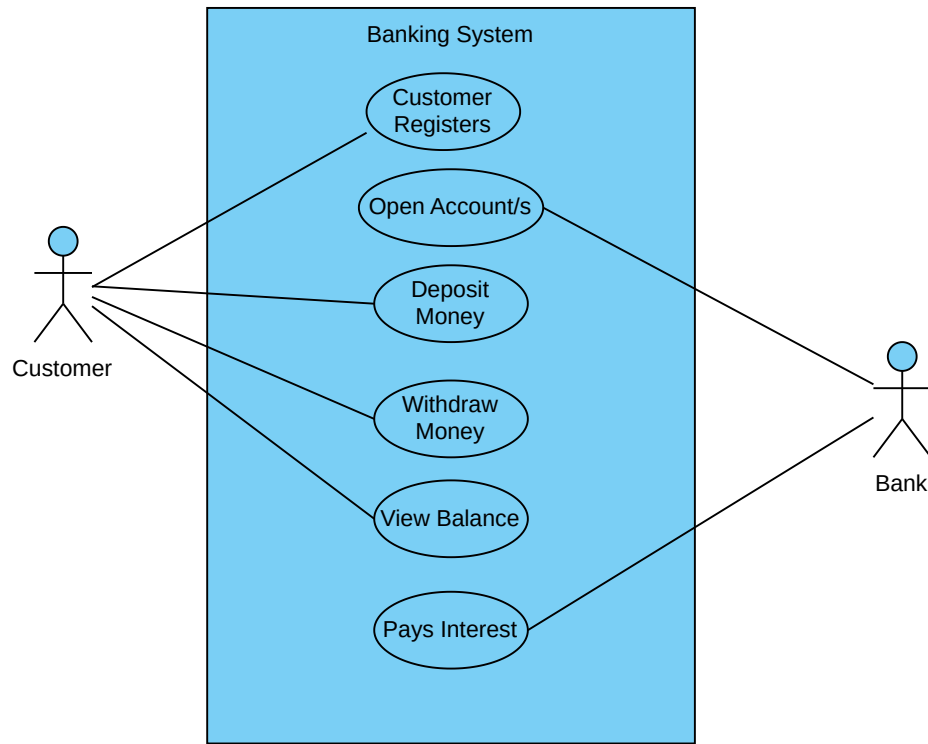 Banking System
Customer
Registers
Open Account/s
Deposit
Money
Customer
Withdraw
Money
Bank
View Balance
Pays Interest